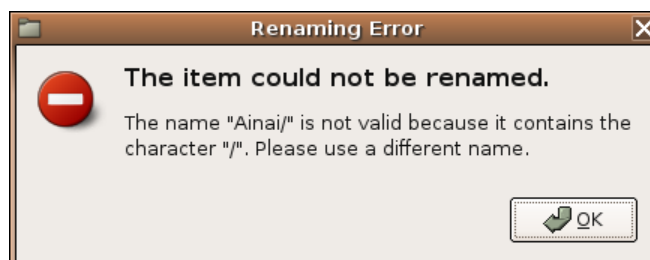 Renaming Error
The item could not be renamed.
The name "Ainai/" is not valid because it contains the
character "/". Please use a different name.
OK